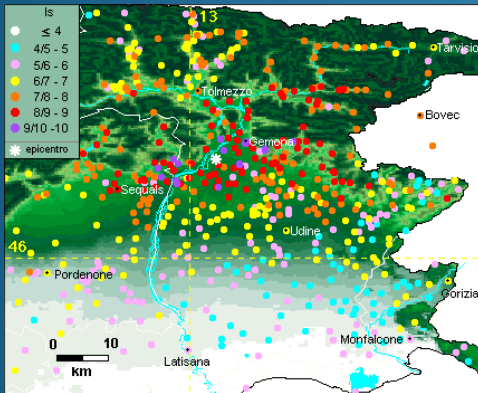 Is
≤ 4
4/5 - 5
5/6 - 6
6/7 - 7
7/8 - 8
8/9 - 9
9/10 -10
epicentro
13
Tarvisio
Tolmezzo
Bovec
Gemona
Sequals
Udine
46
Pordenone
Gorizia
Monfalcone
0 10
km
Latisana